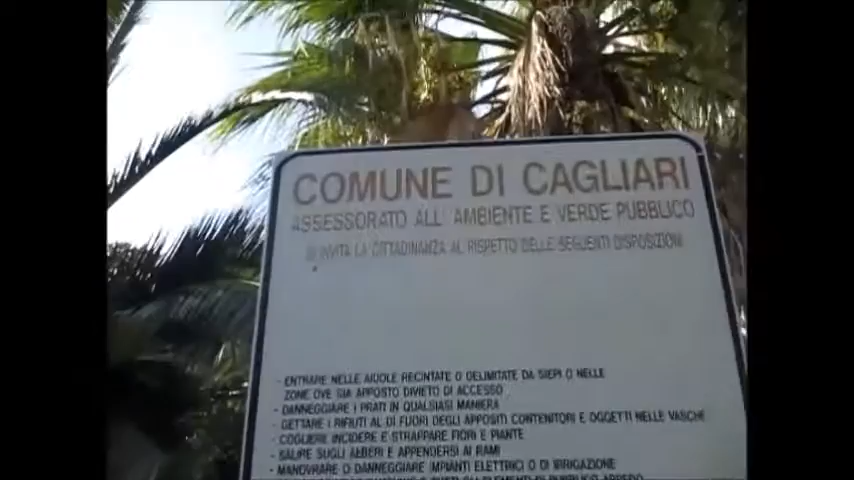 COMUNE DI CAGLIARI
ASSESSORATO ALL' AMBIENTE E VERDE PUBBLICO
SI INVITA LA CITTADINANZA AL RISPETTO DELLE SEGUENTI DISPOSIZIONI
- ENTRARE NELLE AIUOLE RECINTATE O DELIMITATE DA SIEPI O NELLE
ZONE OVE SIA APPOSTO DIVIETO DI ACCESSO
- DANNEGGIARE I PRATI IN QUALSIASI MANIERA
- GETTARE I RIFIUTI AL DI FUORI DEGLI APPOSITI CONTENITORI E OGGETTI NELLE VASCHE
- COGLIERE INCIDERE E STRAPPARE FIORI E PIANTE
- SALIRE SUGLI ALBERI E APPENDERSI AI RAMI
- MANOVRARE O DANNEGGIARE IMPIANTI ELETTRICI O DI IRRIGAZIONE